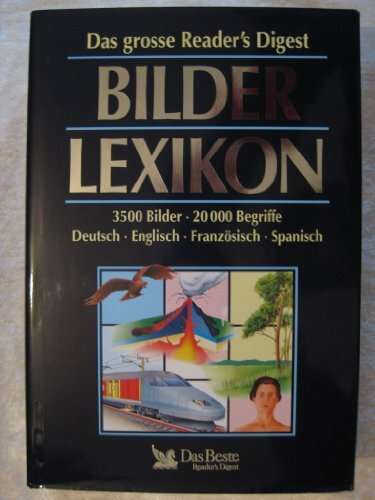 Das grosse Reader's Digest
BILDER
LEXIKON
3500 Bilder · 20 000 Begriffe
Deutsch · Englisch · Französisch · Spanisch
Das Beste
Reader's Digest